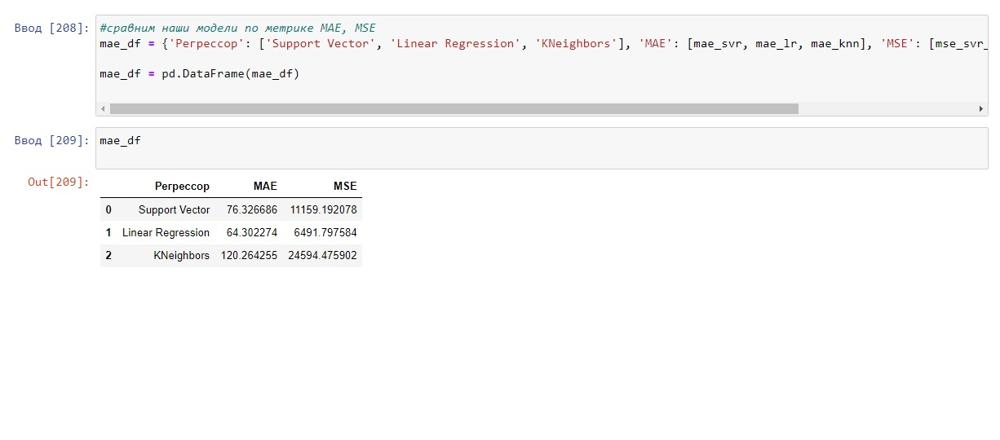 Ввод [208]: #сравним наши модели по метрике MAE, MSE
mae_df = {'Регрессор': ['Support Vector', 'Linear Regression', 'KNeighbors'], 'MAE': [mae_svr, mae_lr, mae_knn], 'MSE': [mse_svr_
mae_df = pd.DataFrame(mae_df)
Ввод [209]: mae_df
Out[209]:
Регрессор MAE MSE
0 Support Vector 76.326686 11159.192078
1 Linear Regression 64.302274 6491.797584
2 KNeighbors 120.264255 24594.475902